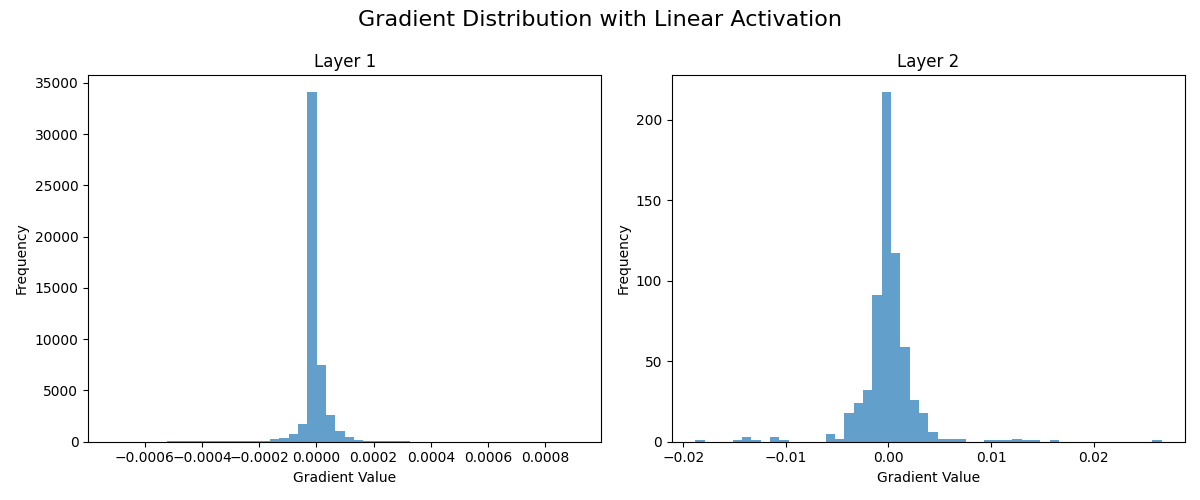 Gradient Distribution with Linear Activation
Layer 1
Frequency
35000
30000
25000
20000
15000
10000
5000
0
−0.0006 −0.0004 −0.0002 0.0000 0.0002 0.0004 0.0006 0.0008
Gradient Value
Layer 2
Frequency
200
150
100
50
0
−0.02 −0.01 0.00 0.01 0.02
Gradient Value